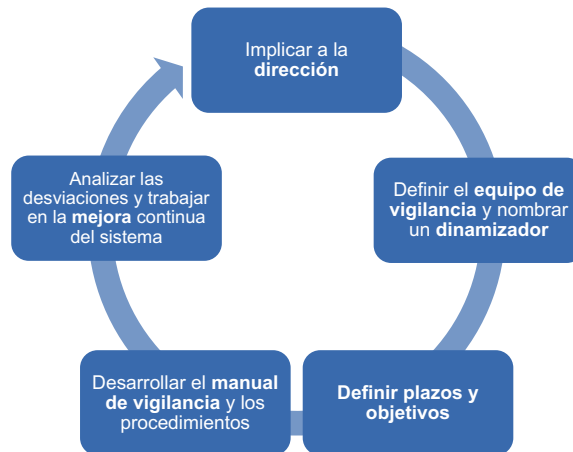 Implicar a la
dirección
Definir el equipo de
vigilancia y nombrar
un dinamizador
Definir plazos y
objetivos
Desarrollar el manual
de vigilancia y los
procedimientos
Analizar las
desviaciones y trabajar
en la mejora continua
del sistema